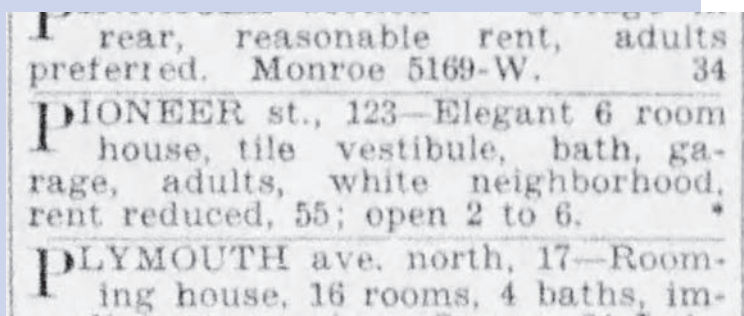 rear, reasonable rent, adults
preferred. Monroe 5169-W. 34
PIONEER st., 123—Elegant 6 room
house, tile vestibule, bath, ga-
rage, adults, white neighborhood,
rent reduced, 55; open 2 to 6. *
PLYMOUTH ave. north, 17—Room-
ing house, 16 rooms, 4 baths, im-